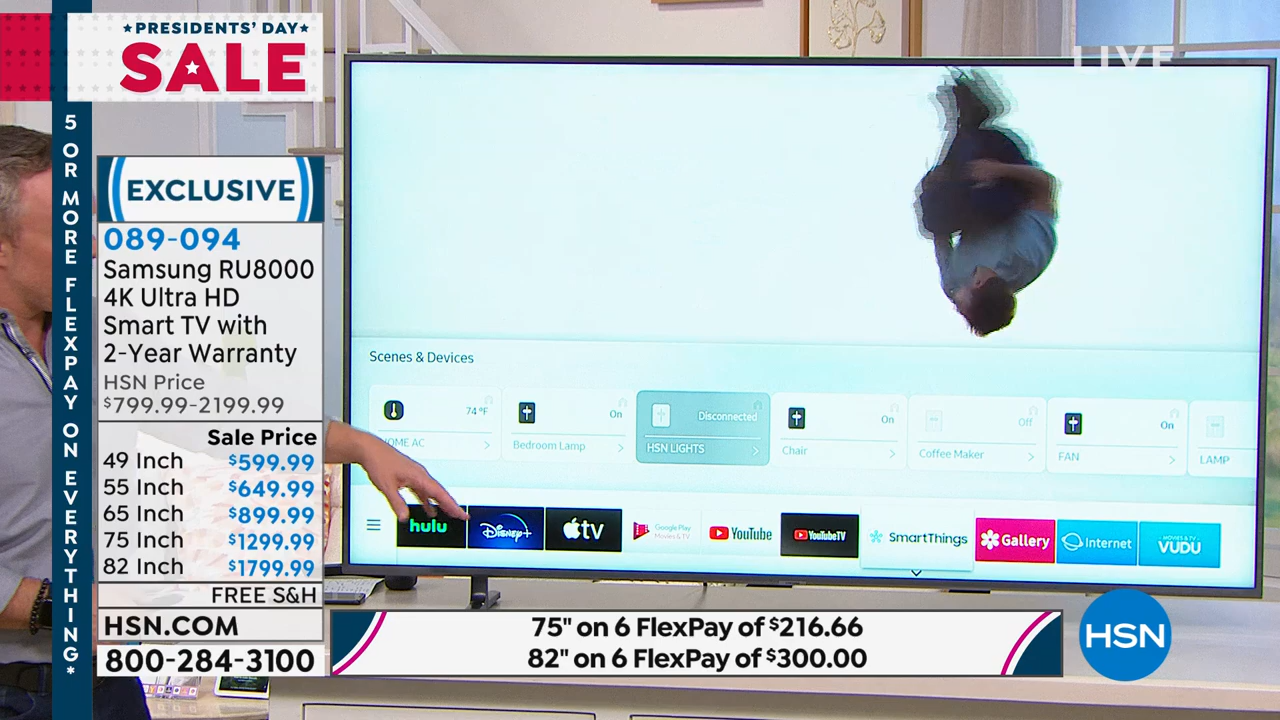 PRESIDENTS' DAY
SALE
LIVE
5 OR MORE FLEXPAY ON EVERYTHING*
EXCLUSIVE
089-094
Samsung RU8000
4K Ultra HD
Smart TV with
2-Year Warranty
HSN Price
$799.99-2199.99
Sale Price
49 Inch $599.99
55 Inch $649.99
65 Inch $899.99
75 Inch $1299.99
82 Inch $1799.99
FREE S&H
HSN.COM
800-284-3100
Scenes & Devices
74°F
On
Disconnected
On
Off
On
HOME AC
Bedroom Lamp
HSN LIGHTS
Chair
Coffee Maker
FAN
LAMP
hulu
Disney+
tv
Google Play
Movies & TV
YouTube
YouTubeTV
SmartThings
Gallery
Internet
MOVIES & TV
VUDU
75" on 6 FlexPay of $216.66
82" on 6 FlexPay of $300.00
HSN